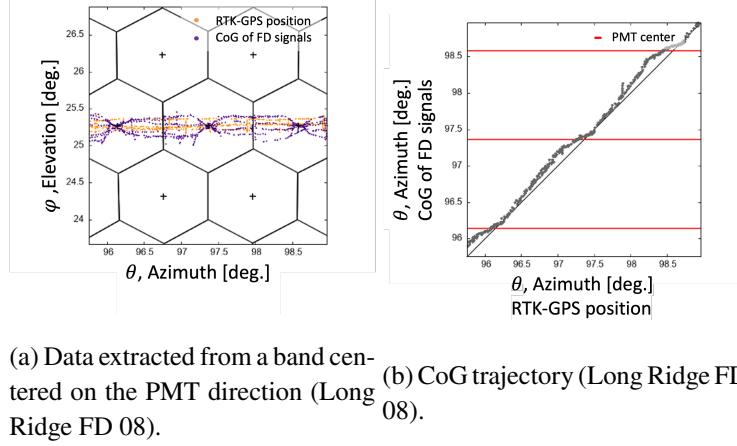 RTK-GPS position
CoG of FD signals
26.5
26
25.5
25
24.5
24
φ ,Elevation [deg.]
96 96.5 97 97.5 98 98.5
θ, Azimuth [deg.]
PMT center
98.5
98
97.5
97
96.5
96
θ, Azimuth [deg.]
CoG of FD signals
96 96.5 97 97.5 98 98.5
θ, Azimuth [deg.]
RTK-GPS position
(a) Data extracted from a band cen-
tered on the PMT direction (Long
Ridge FD 08).
(b) CoG trajectory (Long Ridge FD
08).